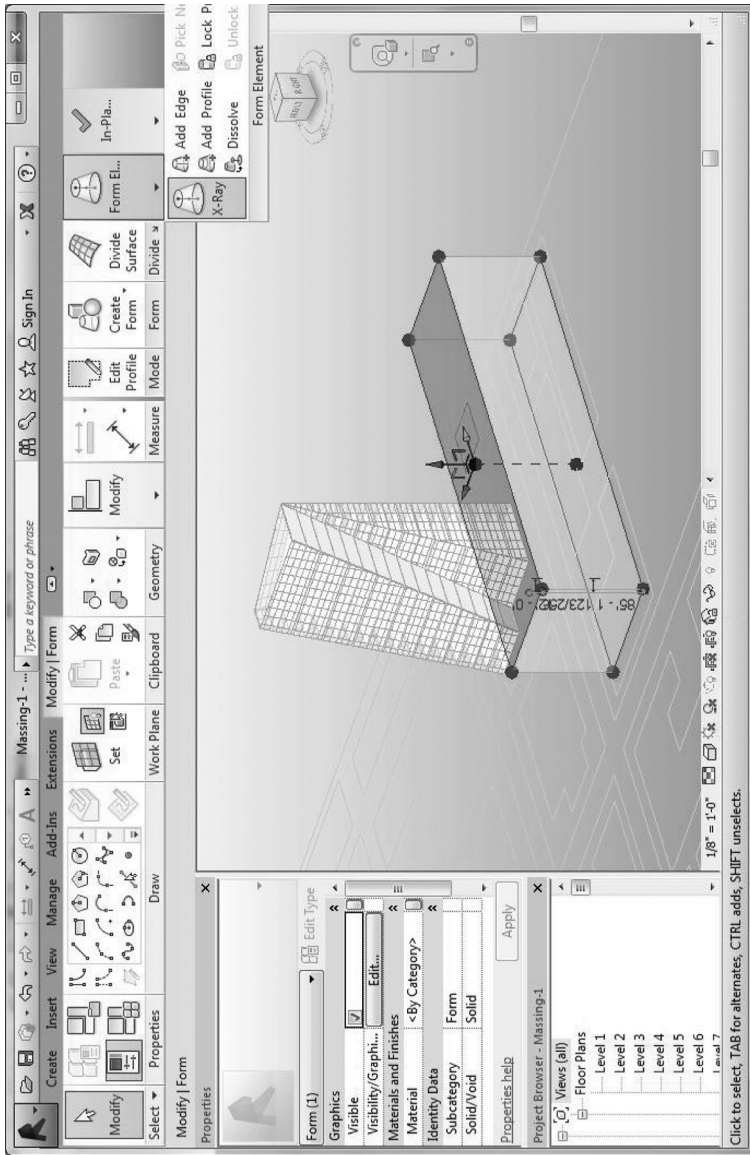 Massing-1 - ...
Type a keyword or phrase
Sign In
Create
Insert
View
Manage
Add-Ins
Extensions
Modify | Form
Modify
Select
Properties
Draw
Set
Work Plane
Paste
Clipboard
Geometry
Modify
Measure
Edit
Profile
Mode
Create
Form
Form
Divide
Surface
Divide
Form El...
In-Pla...
X-Ray
Add Edge
Add Profile
Dissolve
Lock
Unlock
Form Element
Modify | Form
Properties
Form (1)
Edit Type
Graphics
Visible
Visibility/Graphi...
Edit...
Materials and Finishes
Material
<By Category>
Identity Data
Subcategory
Form
Solid/Void
Solid
Properties help
Apply
Project Browser - Massing-1
Views (all)
Floor Plans
Level 1
Level 2
Level 3
Level 4
Level 5
Level 6
Level 7
RIGHT
1/8" = 1'-0"
Click to select, TAB for alternates, CTRL adds, SHIFT unselects.